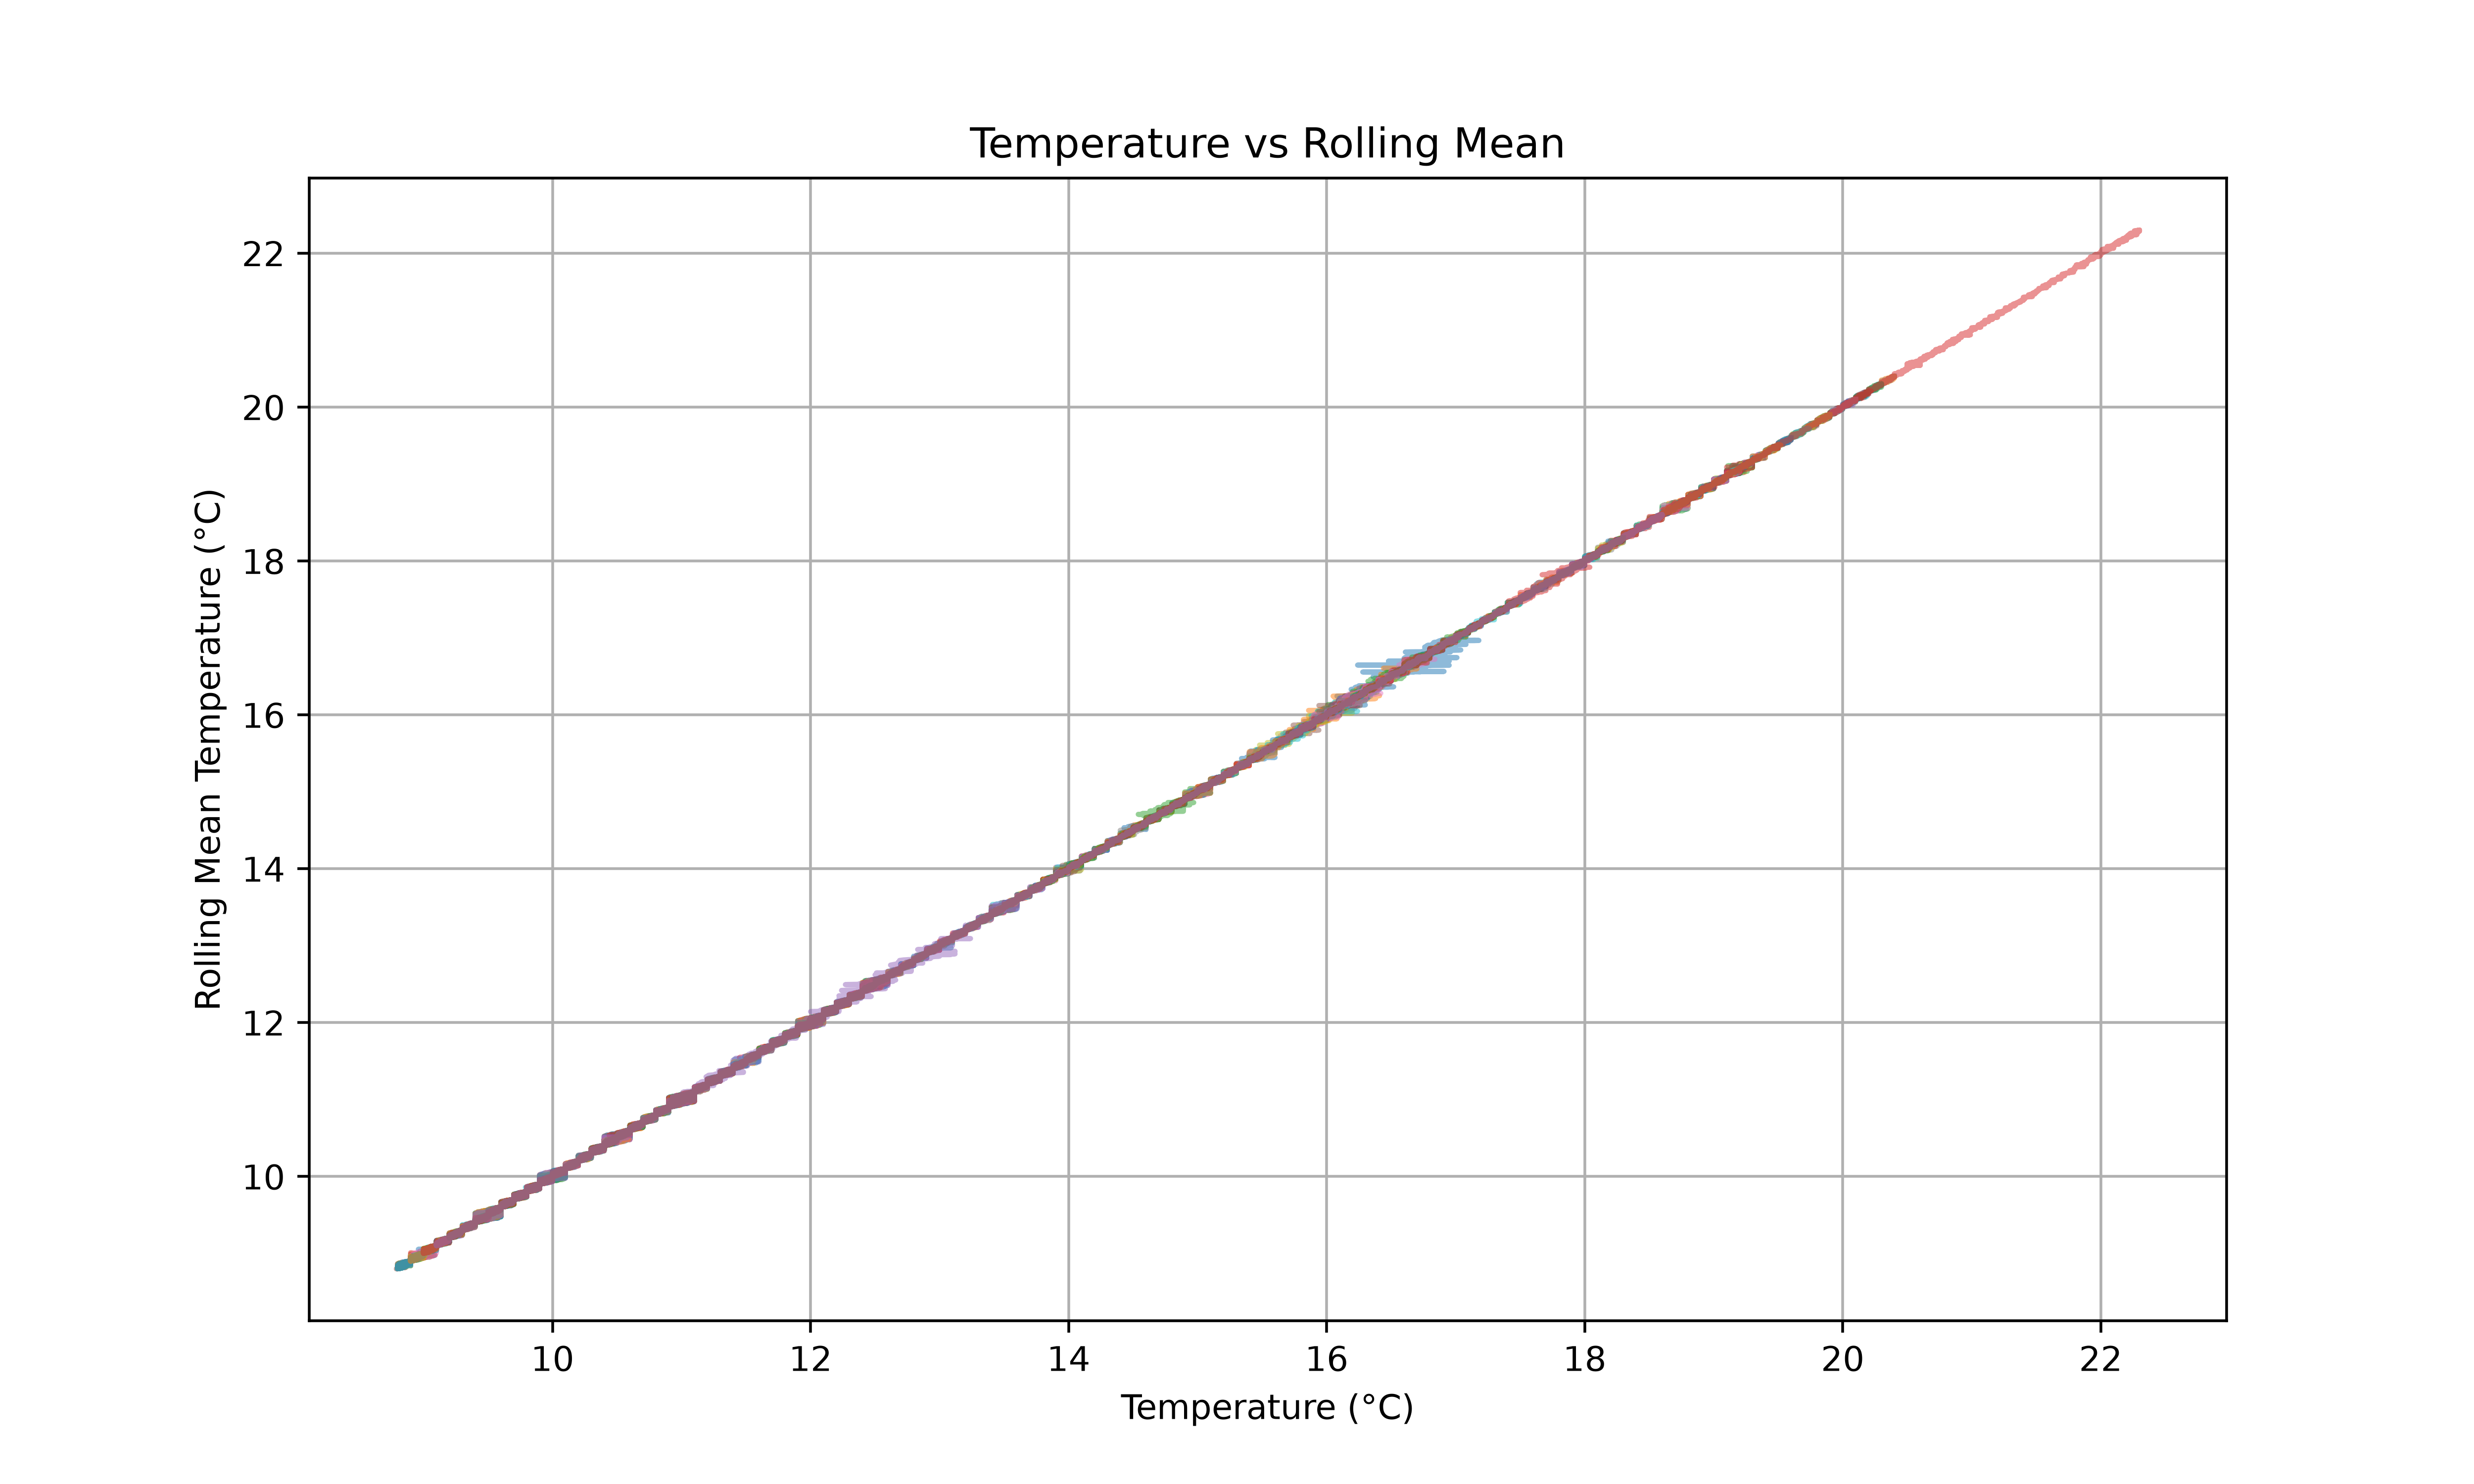 Temperature vs Rolling Mean
Rolling Mean Temperature (°C)
22
20
18
16
14
12
10
10 12 14 16 18 20 22
Temperature (°C)